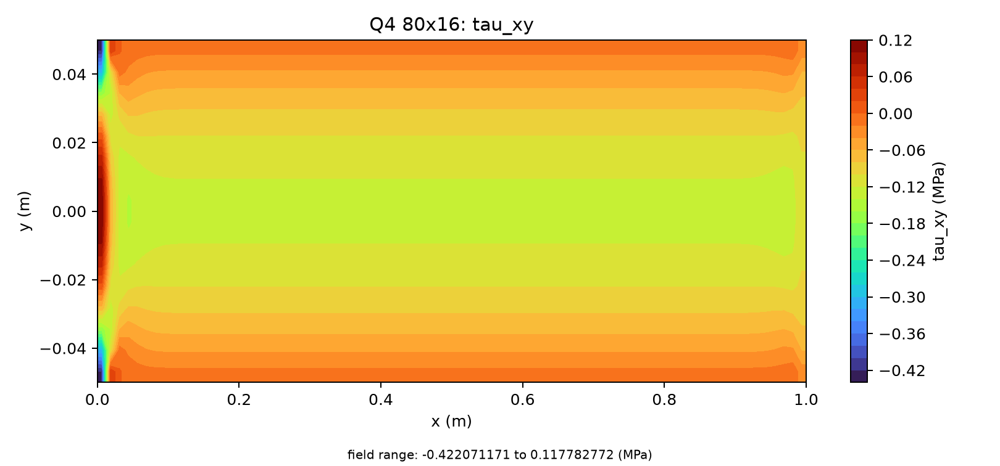 Q4 80x16: tau_xy
0.04
0.02
0.00
−0.02
−0.04
y (m)
0.0 0.2 0.4 0.6 0.8 1.0
x (m)
0.12
0.06
0.00
−0.06
−0.12
−0.18
−0.24
−0.30
−0.36
−0.42
tau_xy (MPa)
field range: -0.422071171 to 0.117782772 (MPa)